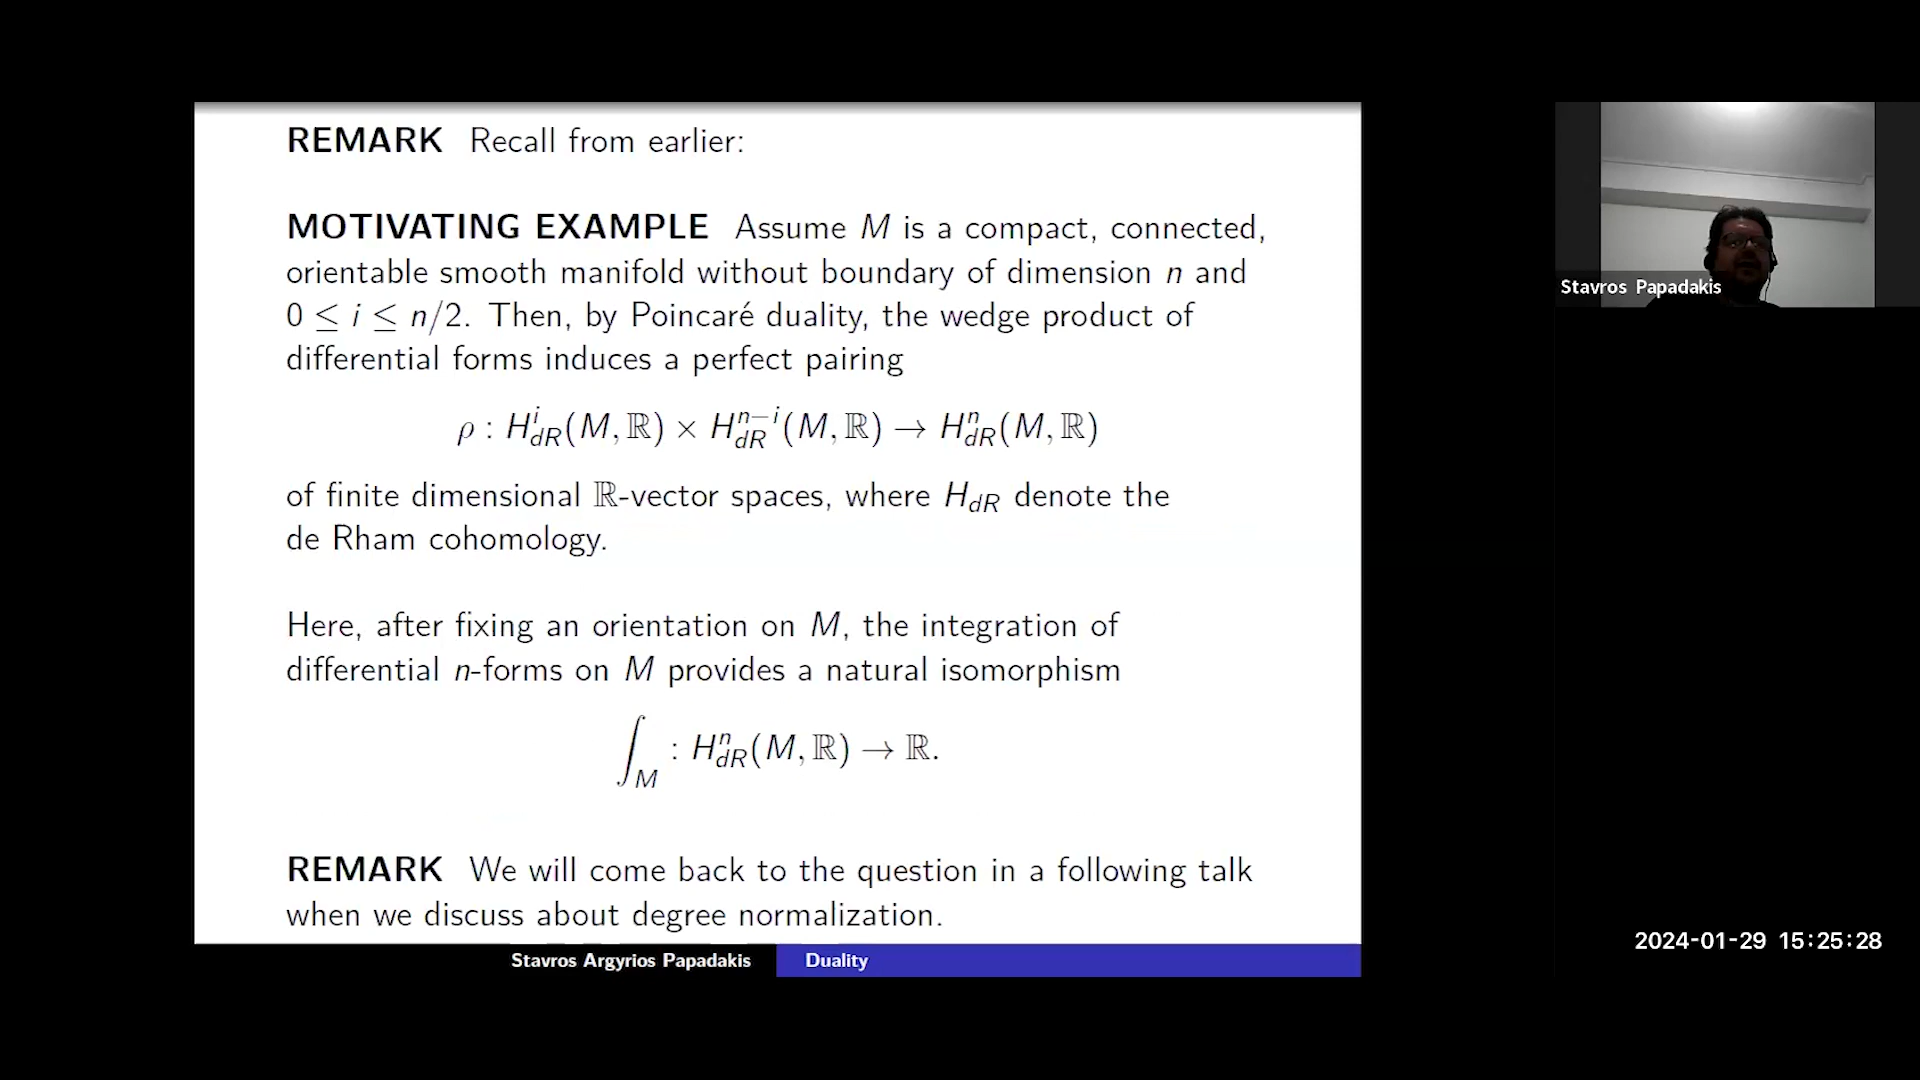 REMARK Recall from earlier:
MOTIVATING EXAMPLE Assume M is a compact, connected,
orientable smooth manifold without boundary of dimension n and
0 ≤ i ≤ n/2. Then, by Poincaré duality, the wedge product of
differential forms induces a perfect pairing
ρ : H^i_{dR}(M, ℝ) × H^{n−i}_{dR}(M, ℝ) → H^n_{dR}(M, ℝ)
of finite dimensional ℝ-vector spaces, where H_{dR} denote the
de Rham cohomology.
Here, after fixing an orientation on M, the integration of
differential n-forms on M provides a natural isomorphism
∫_M : H^n_{dR}(M, ℝ) → ℝ.
REMARK We will come back to the question in a following talk
when we discuss about degree normalization.
Stavros Argyrios Papadakis Duality
Stavros Papadakis
2024-01-29 15:25:28